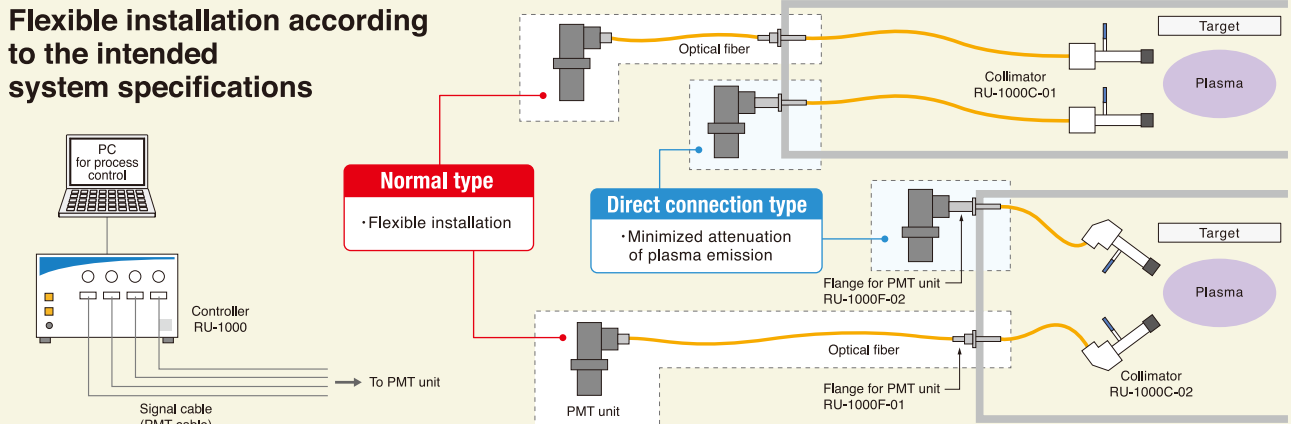 Flexible installation according
to the intended
system specifications
PC
for process
control
Controller
RU-1000
To PMT unit
Signal cable
(PMT cable)
Normal type
・Flexible installation
Direct connection type
・Minimized attenuation
of plasma emission
Optical fiber
Collimator
RU-1000C-01
Target
Plasma
Flange for PMT unit
RU-1000F-02
Target
Plasma
Optical fiber
PMT unit
Flange for PMT unit
RU-1000F-01
Collimator
RU-1000C-02